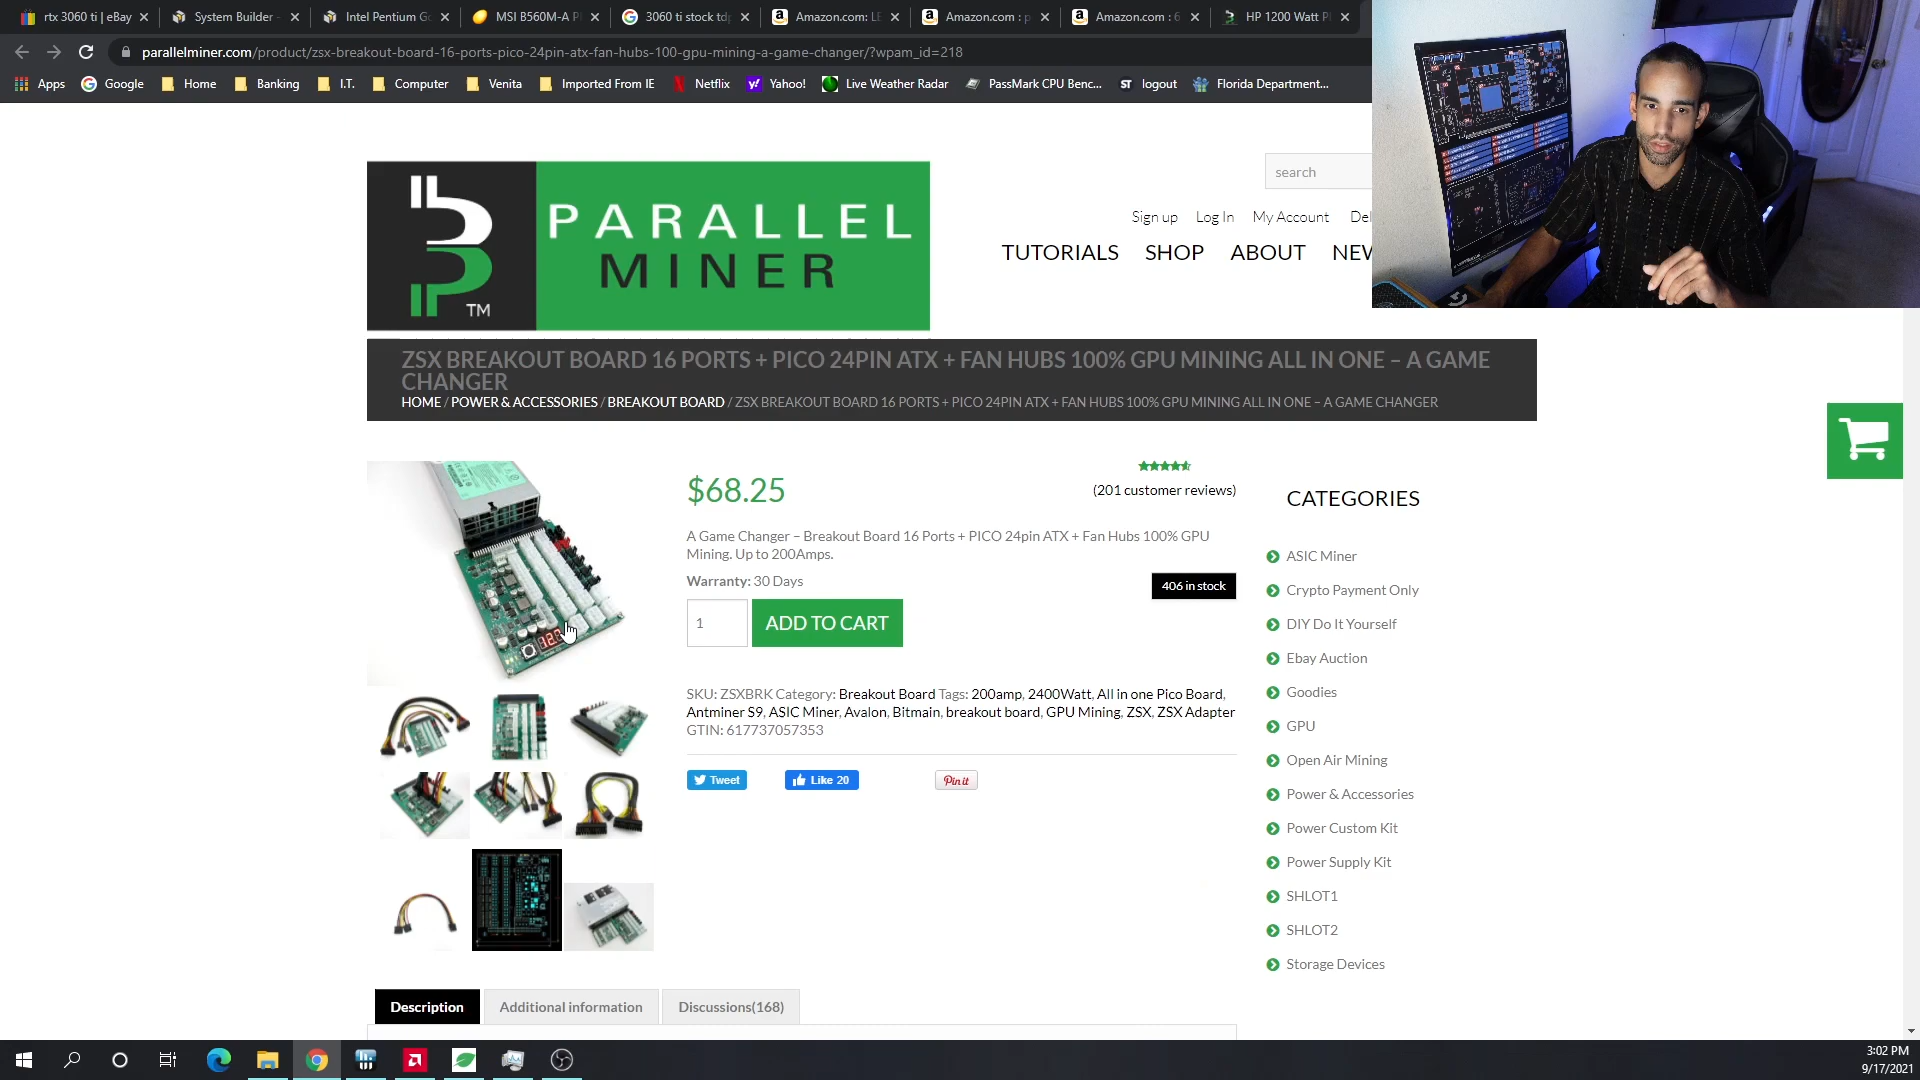 rtx 3060 ti | eBay
System Builder -
Intel Pentium Go
MSI B560M-A P
3060 ti stock tdp
Amazon.com: LE
Amazon.com : p
Amazon.com : 6
HP 1200 Watt Pl
parallelminer.com/product/zsx-breakout-board-16-ports-pico-24pin-atx-fan-hubs-100-gpu-mining-a-game-changer/?wpam_id=218
Apps
Google
Home
Banking
I.T.
Computer
Venita
Imported From IE
Netflix
Yahoo!
Live Weather Radar
PassMark CPU Benc...
ST
logout
Florida Department...
search
TM
PARALLEL
MINER
Sign up
Log In
My Account
Del
TUTORIALS
SHOP
ABOUT
NEW
ZSX BREAKOUT BOARD 16 PORTS + PICO 24PIN ATX + FAN HUBS 100% GPU MINING ALL IN ONE – A GAME
CHANGER
HOME / POWER & ACCESSORIES / BREAKOUT BOARD / ZSX BREAKOUT BOARD 16 PORTS + PICO 24PIN ATX + FAN HUBS 100% GPU MINING ALL IN ONE – A GAME CHANGER
$68.25
(201 customer reviews)
A Game Changer – Breakout Board 16 Ports + PICO 24pin ATX + Fan Hubs 100% GPU
Mining. Up to 200Amps.
Warranty: 30 Days
406 in stock
1
ADD TO CART
SKU: ZSXBRK Category: Breakout Board Tags: 200amp, 2400Watt, All in one Pico Board,
Antminer S9, ASIC Miner, Avalon, Bitmain, breakout board, GPU Mining, ZSX, ZSX Adapter
GTIN: 617737057353
Tweet
Like 20
Pin it
CATEGORIES
ASIC Miner
Crypto Payment Only
DIY Do It Yourself
Ebay Auction
Goodies
GPU
Open Air Mining
Power & Accessories
Power Custom Kit
Power Supply Kit
SHLOT1
SHLOT2
Storage Devices
Description
Additional information
Discussions(168)
3:02 PM
9/17/2021